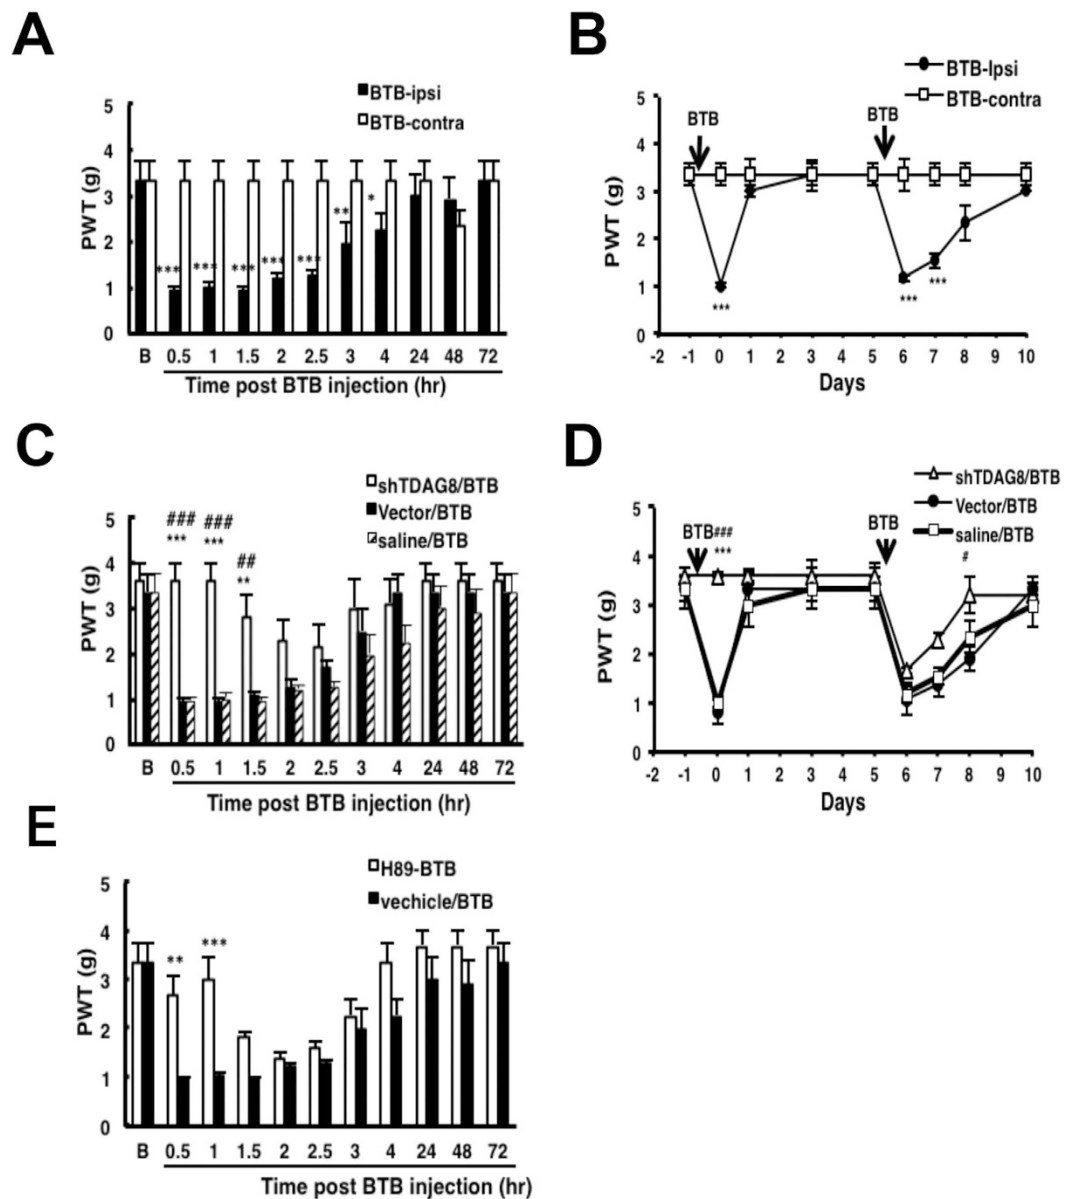 A
BTB-ipsi
BTB-contra
5
4
3
2
1
0
PWT (g)
***
***
***
***
***
**
*
B 0.5 1 1.5 2 2.5 3 4 24 48 72
Time post BTB injection (hr)
B
BTB-Ipsi
BTB-contra
BTB
BTB
5
4
3
2
1
0
PWT (g)
***
***
***
-2 -1 0 1 2 3 4 5 6 7 8 9 10
Days
C
shTDAG8/BTB
Vector/BTB
saline/BTB
###
***
###
***
##
**
5
4
3
2
1
0
PWT (g)
B 0.5 1 1.5 2 2.5 3 4 24 48 72
Time post BTB injection (hr)
D
shTDAG8/BTB
Vector/BTB
saline/BTB
BTB
###
***
BTB
#
5
4
3
2
1
0
PWT (g)
-2 -1 0 1 2 3 4 5 6 7 8 9 10
Days
E
H89-BTB
vechicle/BTB
**
***
5
4
3
2
1
0
PWT (g)
B 0.5 1 1.5 2 2.5 3 4 24 48 72
Time post BTB injection (hr)